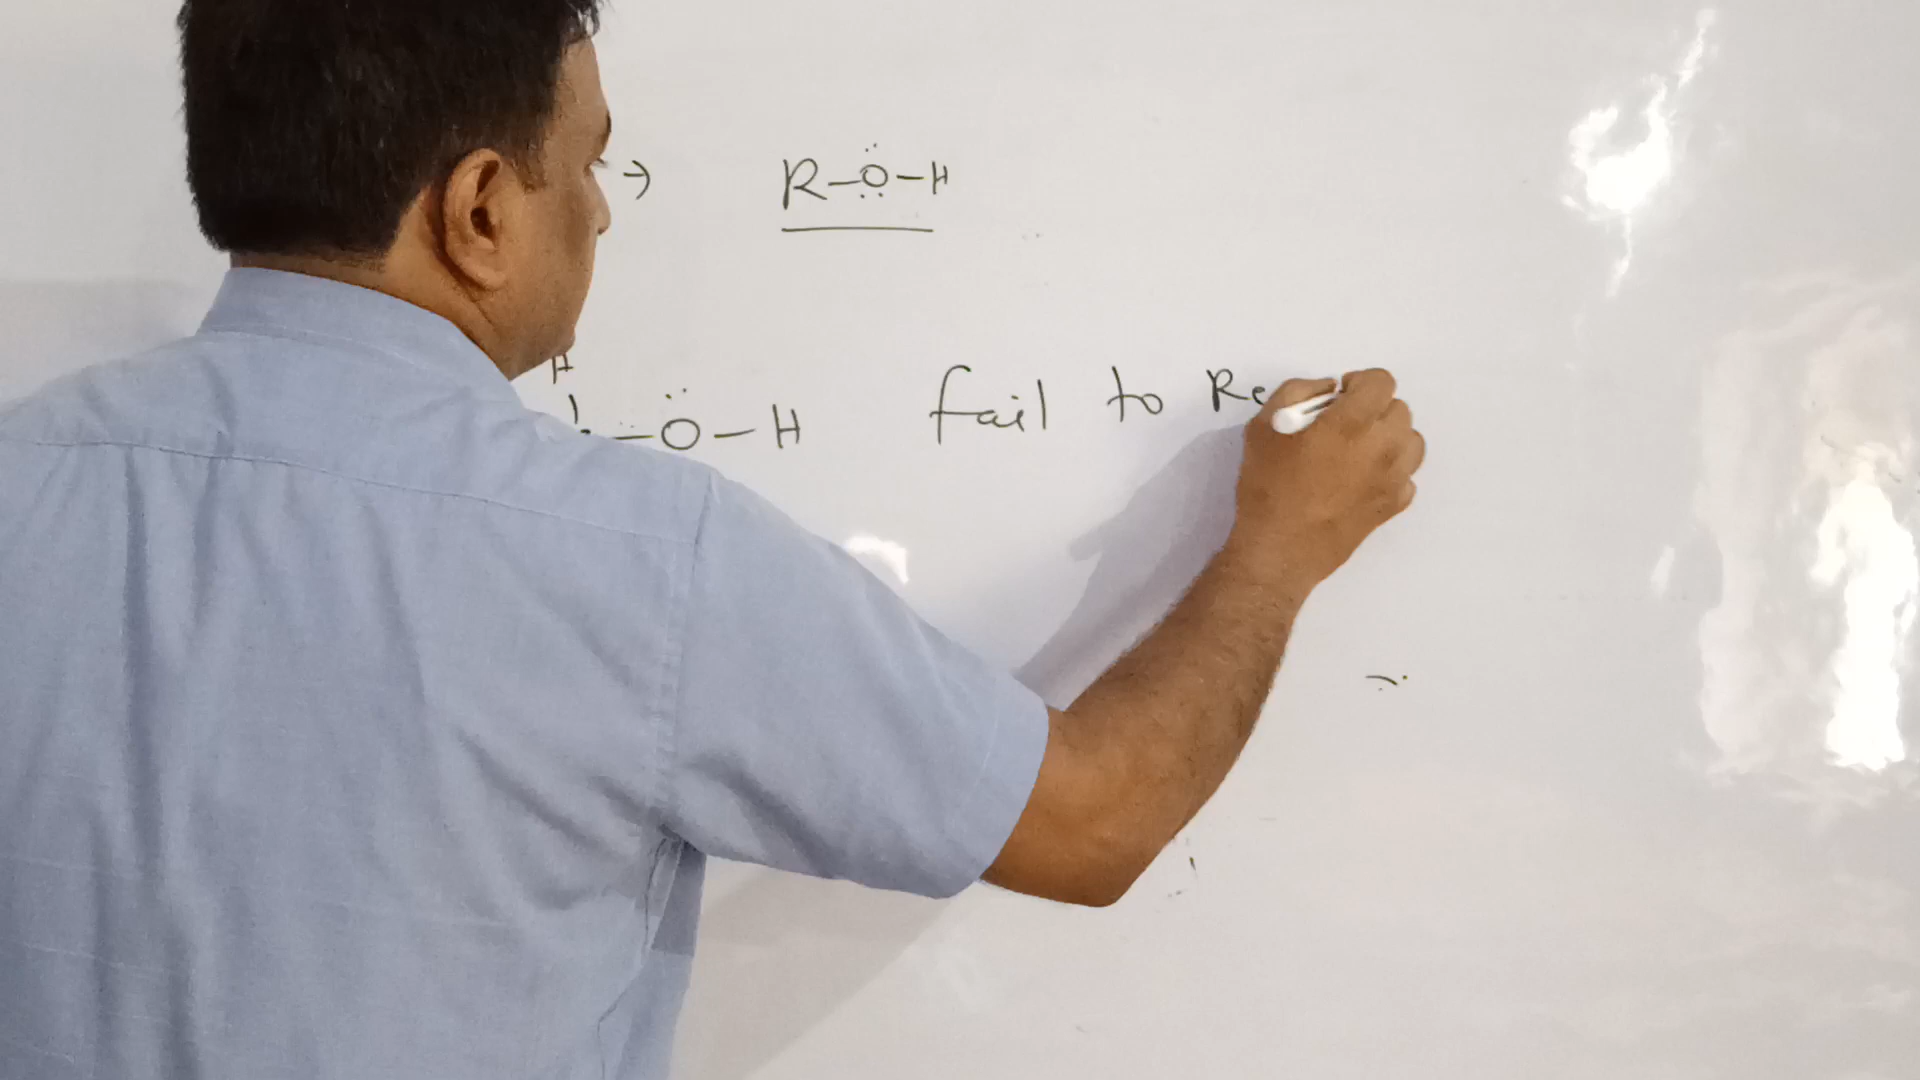 → R-Ö-H
H
-Ö-H fail to Re